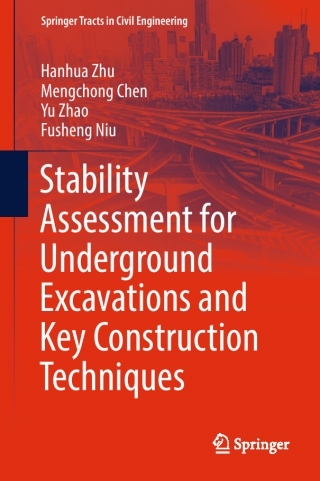 Springer Tracts in Civil Engineering
Hanhua Zhu
Mengchong Chen
Yu Zhao
Fusheng Niu
Stability
Assessment for
Underground
Excavations and
Key Construction
Techniques
Springer